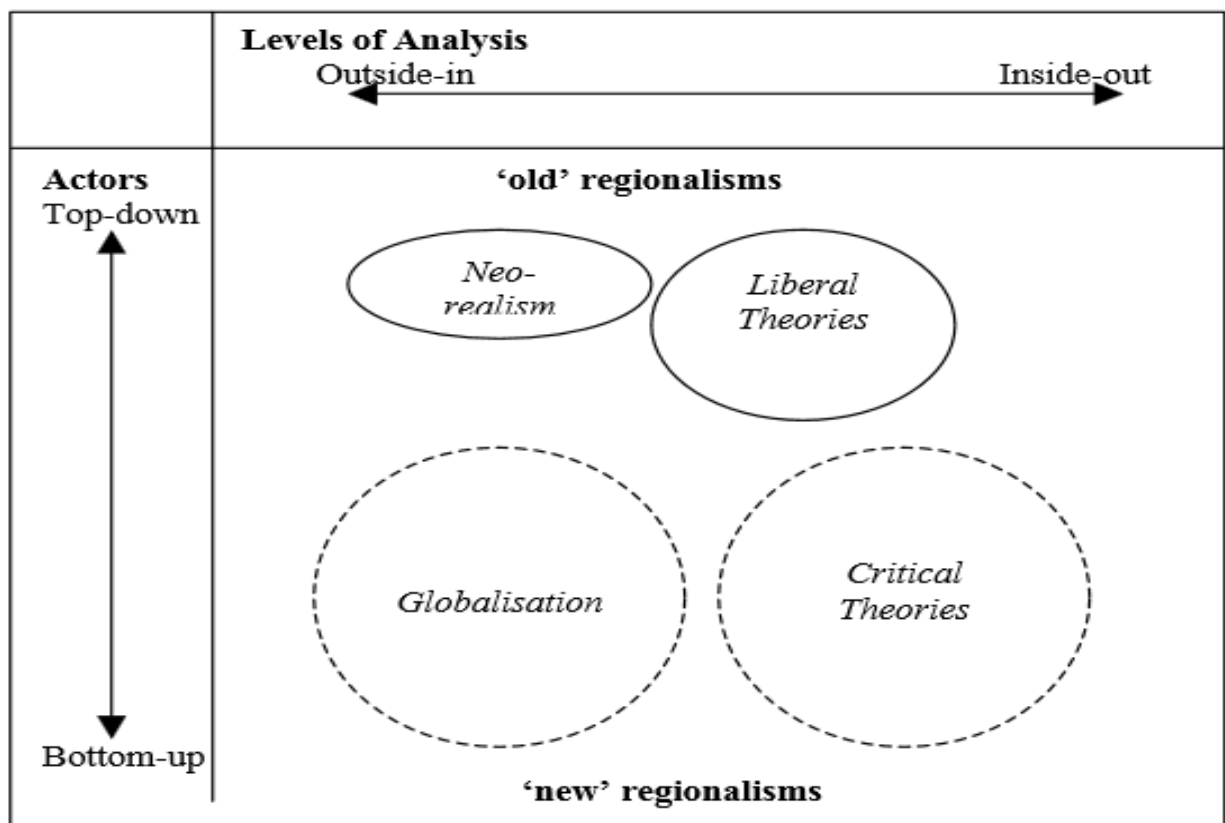 Levels of Analysis
Outside-in
Inside-out
Actors
Top-down
‘old’ regionalisms
Neo-
realism
Liberal
Theories
Globalisation
Critical
Theories
Bottom-up
‘new’ regionalisms